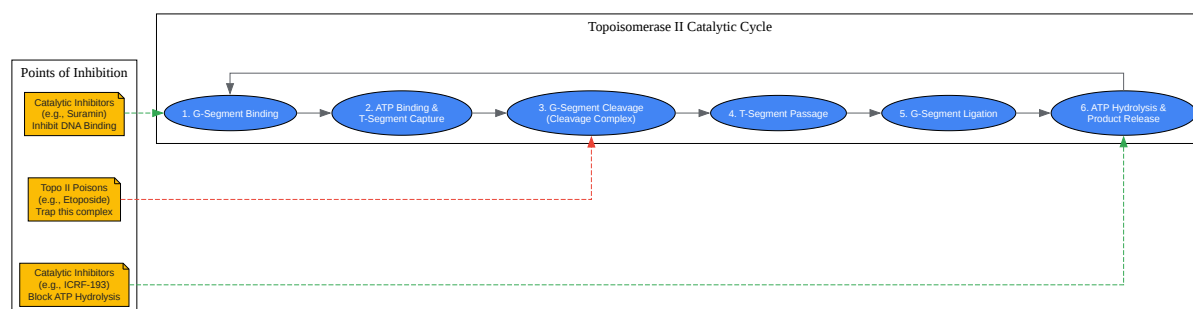 Topoisomerase II Catalytic Cycle
Points of Inhibition
Catalytic Inhibitors
(e.g., Suramin)
Inhibit DNA Binding
1. G-Segment Binding
2. ATP Binding &
T-Segment Capture
3. G-Segment Cleavage
(Cleavage Complex)
4. T-Segment Passage
5. G-Segment Ligation
6. ATP Hydrolysis &
Product Release
Topo II Poisons
(e.g., Etoposide)
Trap this complex
Catalytic Inhibitors
(e.g., ICRF-193)
Block ATP Hydrolysis